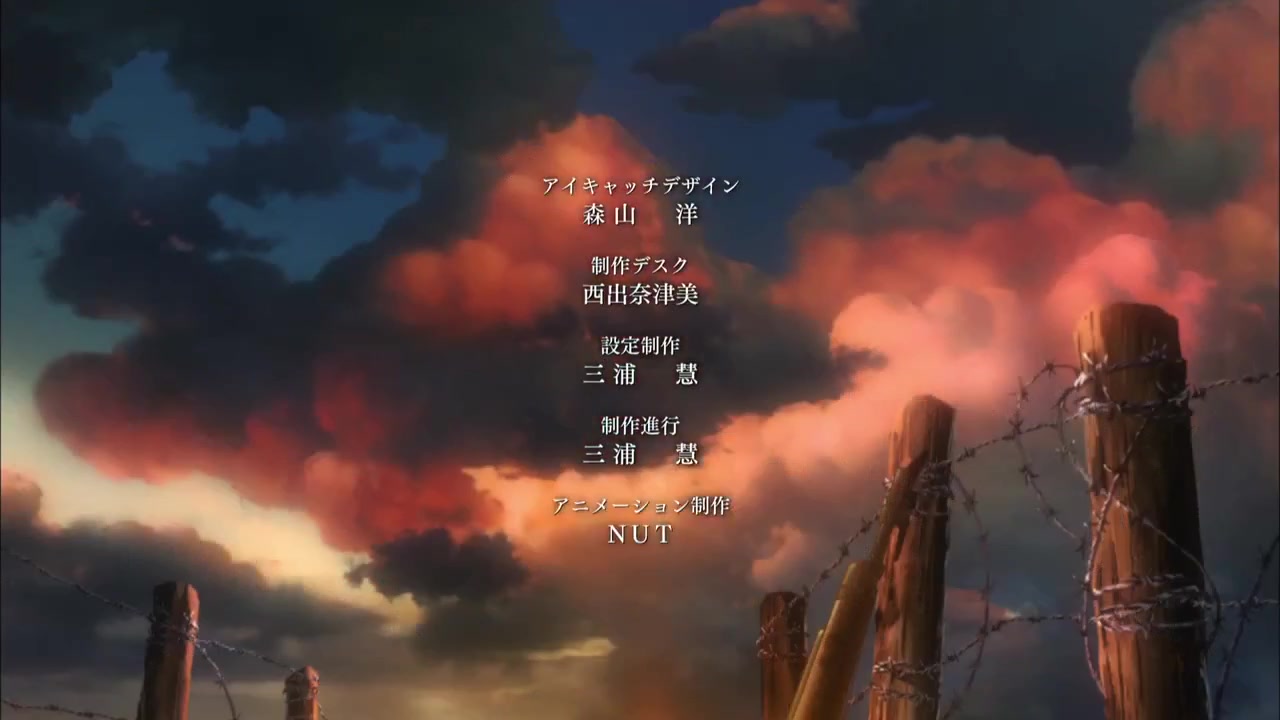 アイキャッチデザイン
森山　洋
制作デスク
西出奈津美
設定制作
三浦　慧
制作進行
三浦　慧
アニメーション制作
NUT